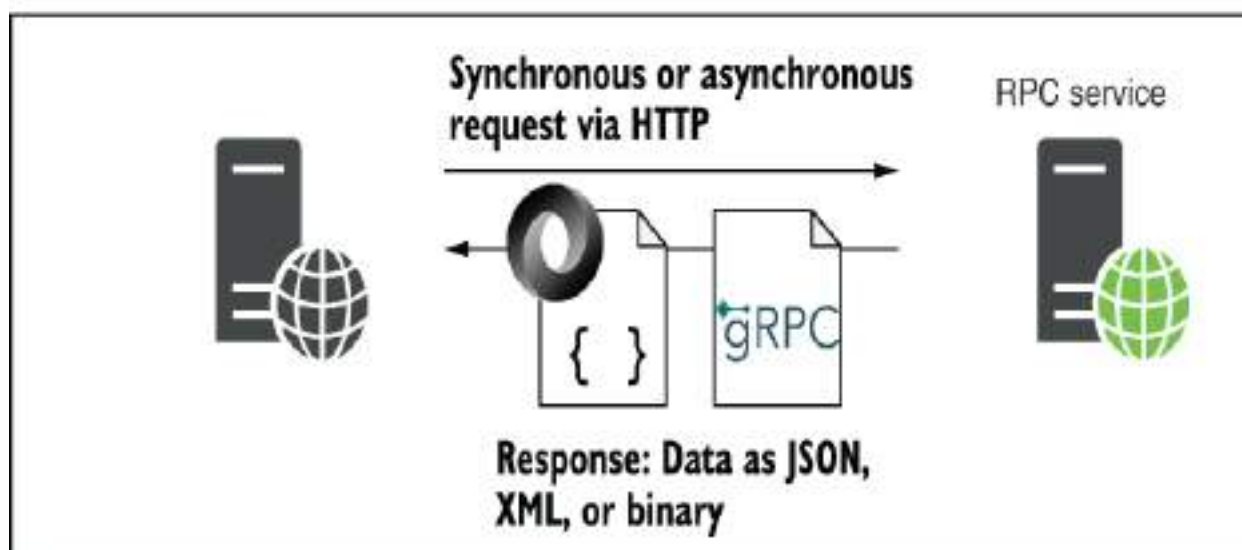 Synchronous or asynchronous
request via HTTP
RPC service
{ }
gRPC
Response: Data as JSON,
XML, or binary